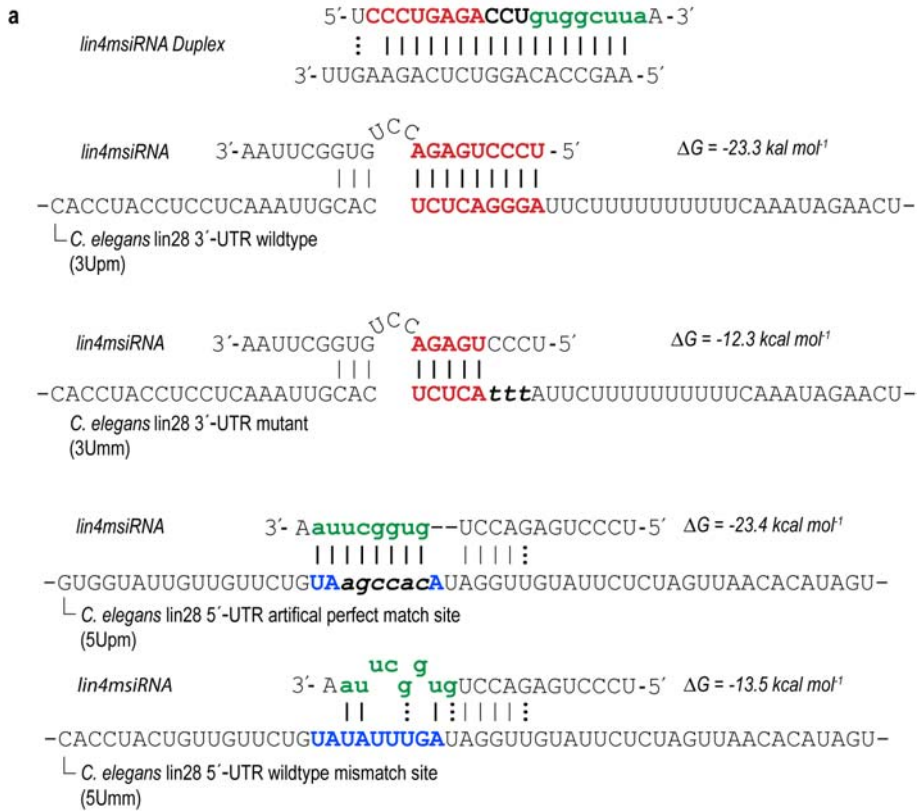 a
5′-UCCCUGAGACCUguggcuuaA-3′
lin4msiRNA Duplex
3′-UUGAAGACUCUGGACACCGAA-5′
lin4msiRNA 3′-AAUUCGGUG UCC AGAGUCCCU-5′ ΔG = -23.3 kal mol-1
-CACCUACCUCCUCAAAUUGCAC UCUCAGGGAUUCUUUUUUUUUUCAAAUAGAACU-
C. elegans lin28 3′-UTR wildtype
(3Upm)
lin4msiRNA 3′-AAUUCGGUG UCC AGAGUCCCU-5′ ΔG = -12.3 kcal mol-1
-CACCUACCUCCUCAAAUUGCAC UCUCAtttAUUCUUUUUUUUUUCAAAUAGAACU-
C. elegans lin28 3′-UTR mutant
(3Umm)
lin4msiRNA 3′- Aauucggug--UCCAGAGUCCCU-5′ ΔG = -23.4 kcal mol-1
-GUGGUAUUGUUGUUCUGUAagccacAUAGGUUGUAUUCUCUAGUUAACACAUAGU-
C. elegans lin28 5′-UTR artifical perfect match site
(5Upm)
lin4msiRNA 3′- Aau uc g g ugUCCAGAGUCCCU-5′ ΔG = -13.5 kcal mol-1
-CACCUACUGUUGUUCUGUAUAUUUGAUAGGUUGUAUUCUCUAGUUAACACAUAGU-
C. elegans lin28 5′-UTR wildtype mismatch site
(5Umm)